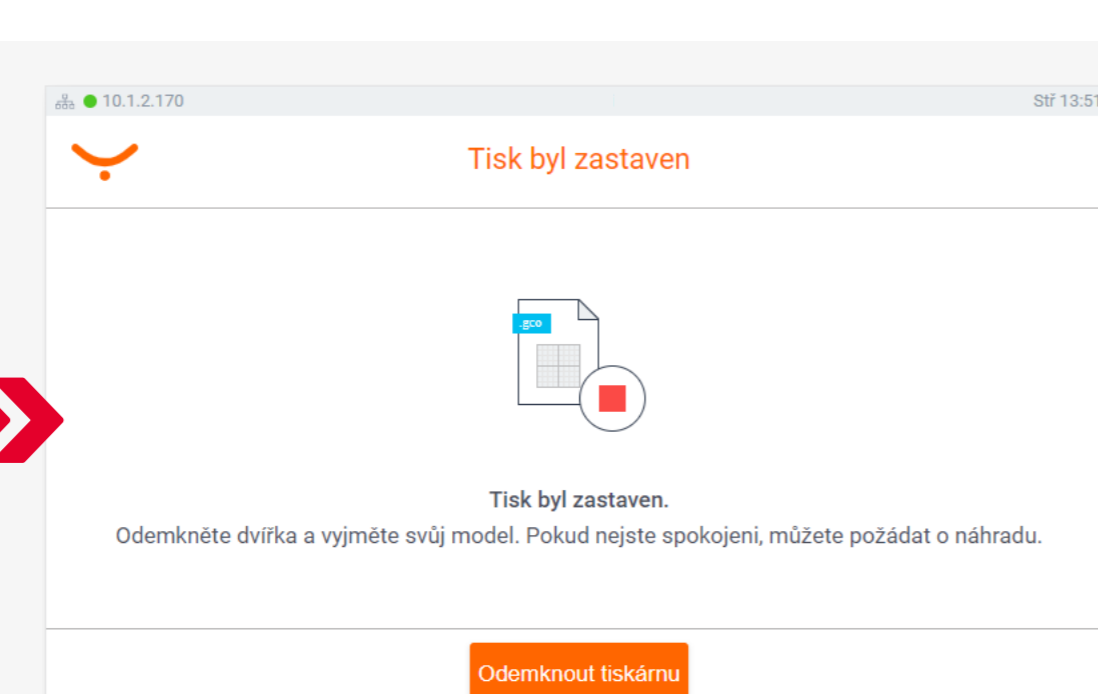 10.1.2.170 Stř 13:51
Tisk byl zastaven
.gco
Tisk byl zastaven.
Odemkněte dvířka a vyjměte svůj model. Pokud nejste spokojeni, můžete požádat o náhradu.
Odemknout tiskárnu